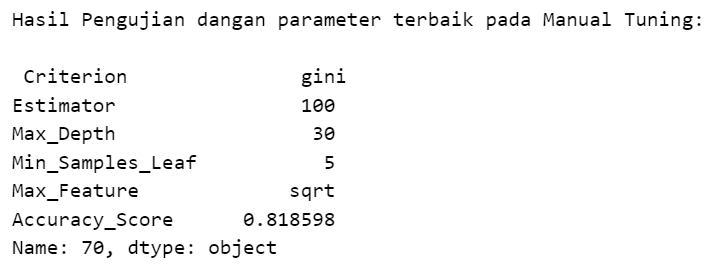 Hasil Pengujian dangan parameter terbaik pada Manual Tuning:
Criterion gini
Estimator 100
Max_Depth 30
Min_Samples_Leaf 5
Max_Feature sqrt
Accuracy_Score 0.818598
Name: 70, dtype: object